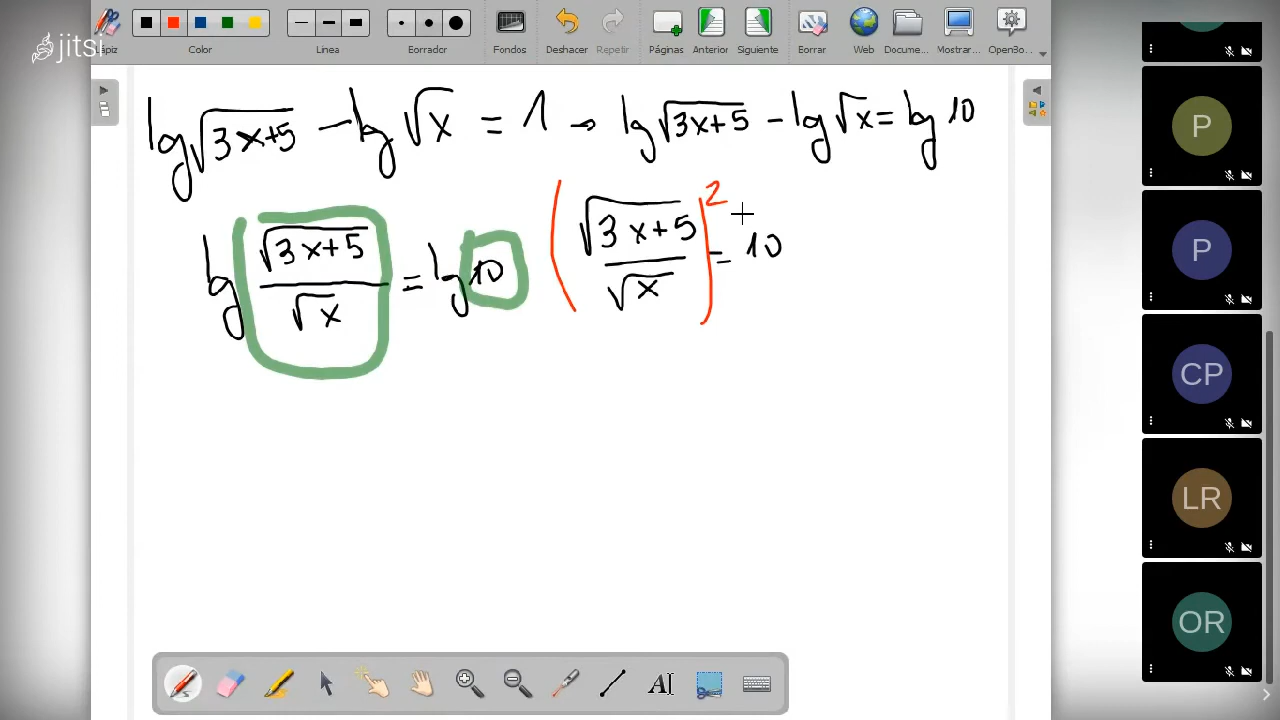 jitsi
Lápiz Color Línea Borrador Fondos Deshacer Repetir Páginas Anterior Siguiente Borrar Web Docume... Mostrar... OpenBo...
lg√(3x+5) - lg√x = 1 → lg√(3x+5) - lg√x = lg 10
lg √(3x+5)/√x = lg 10 (√(3x+5)/√x)² = 10
P
P
CP
LR
OR
AI